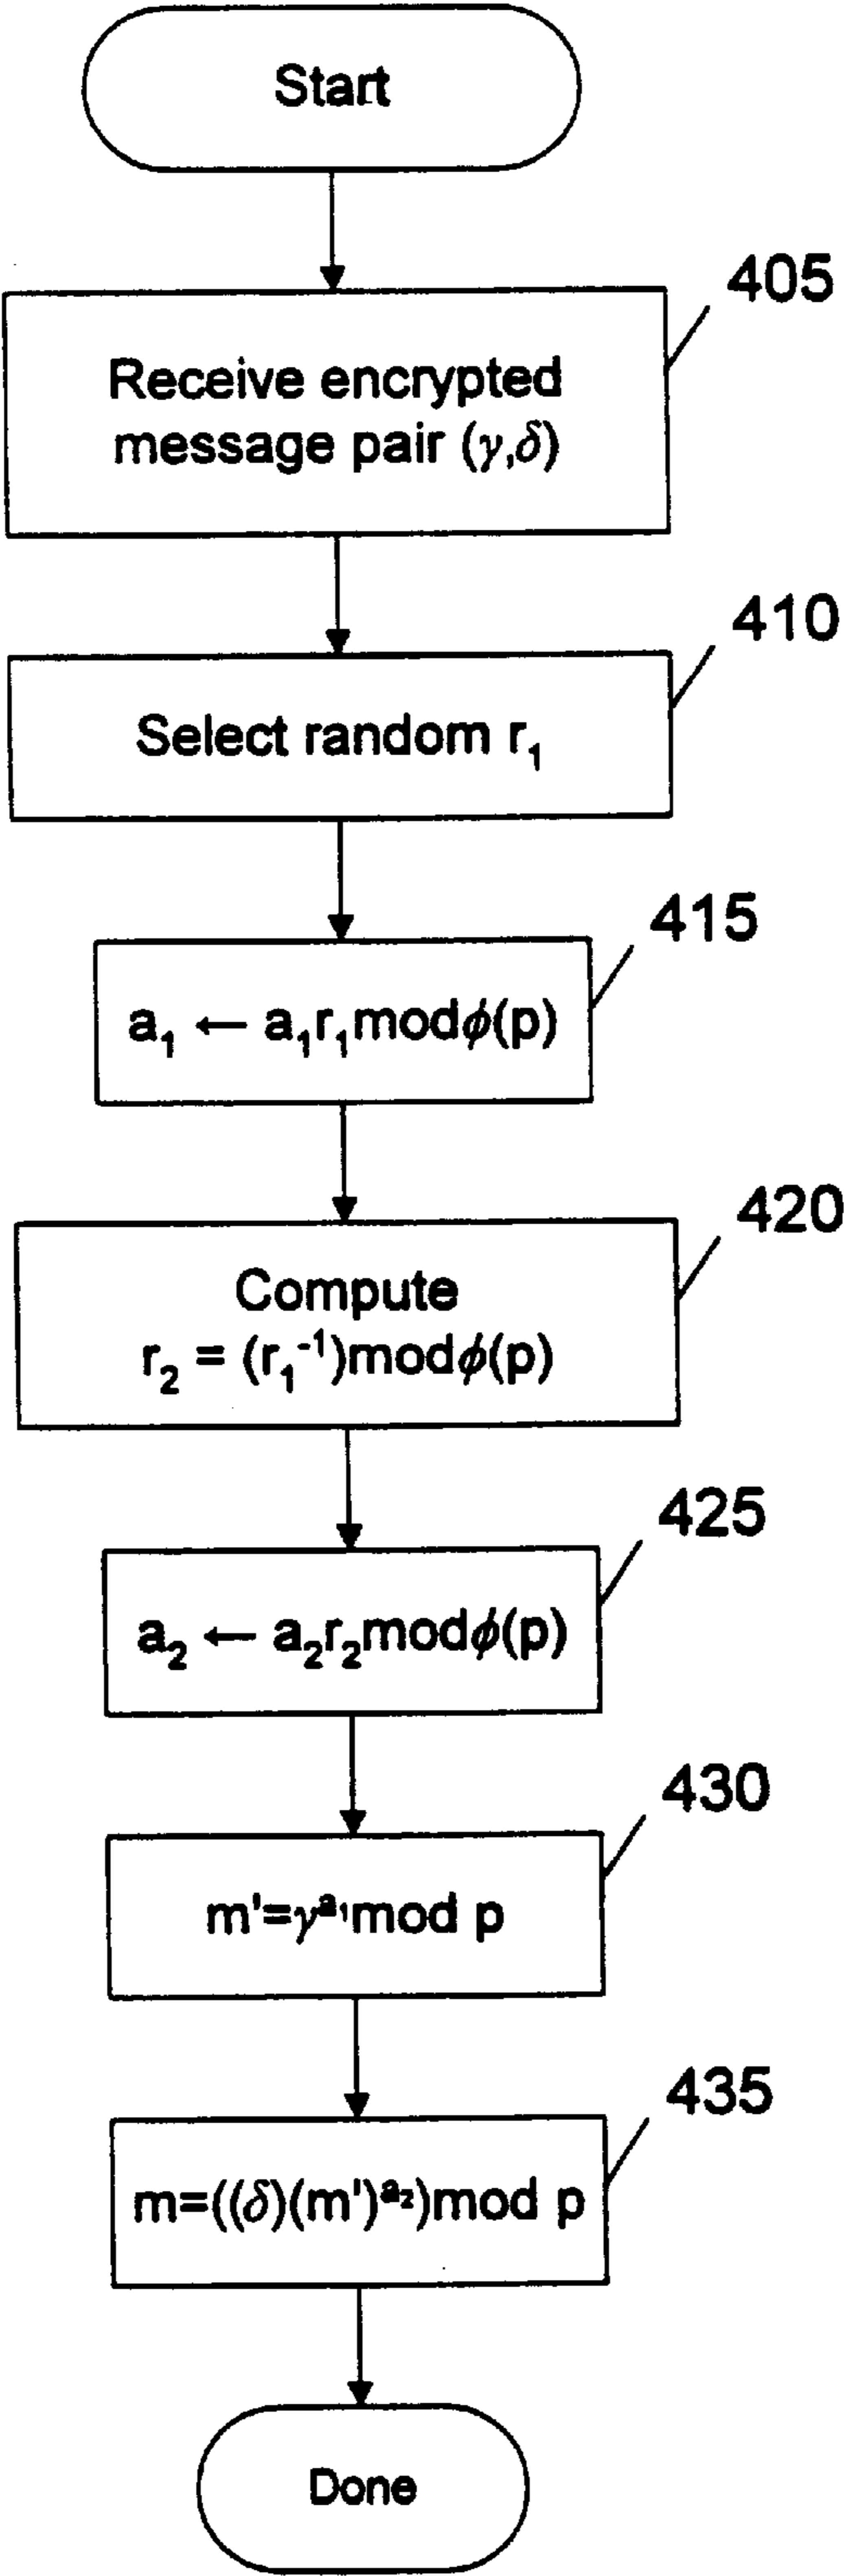 Start
405
Receive encrypted
message pair (γ,δ)
410
Select random r₁
415
a₁ ← a₁r₁modϕ(p)
420
Compute
r₂ = (r₁⁻¹)modϕ(p)
425
a₂ ← a₂r₂modϕ(p)
430
m'=γᵃ¹mod p
435
m=((δ)(m')ᵃ²)mod p
Done